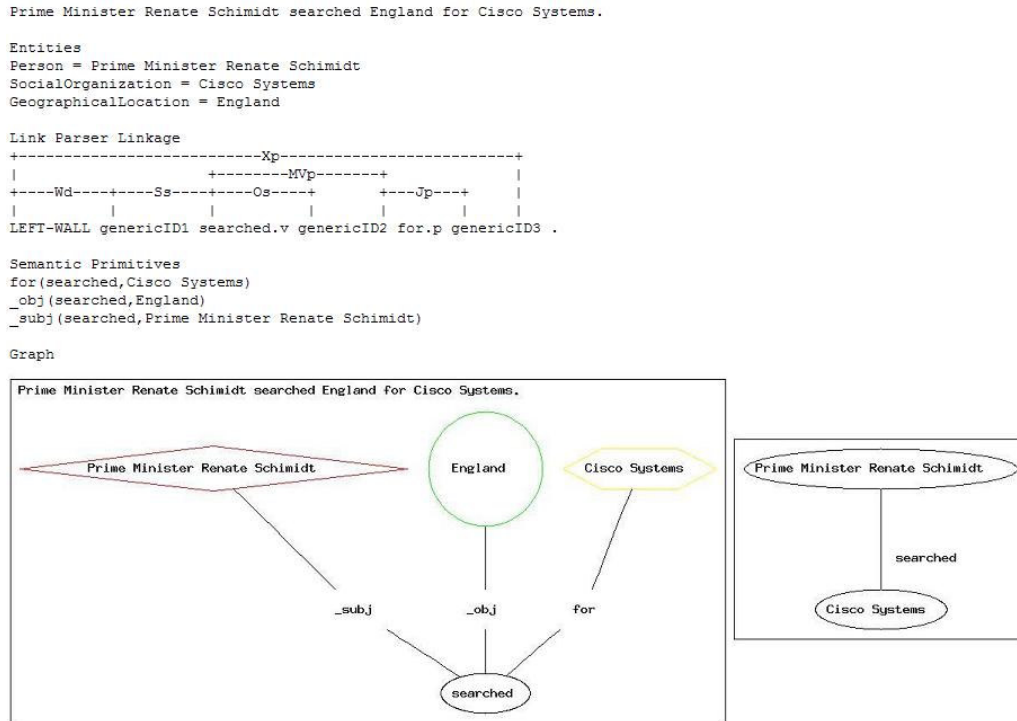 Prime Minister Renate Schimidt searched England for Cisco Systems.
Entities
Person = Prime Minister Renate Schimidt
SocialOrganization = Cisco Systems
GeographicalLocation = England
Link Parser Linkage
+---------------------------Xp--------------------------+
|                     +--------MVp-------+              |
+----Wd----+----Ss----+----Os----+       +---Jp---+     |
|          |          |          |       |        |     |
LEFT-WALL genericID1 searched.v genericID2 for.p genericID3 .
Semantic Primitives
for(searched,Cisco Systems)
_obj(searched,England)
_subj(searched,Prime Minister Renate Schimidt)
Graph
Prime Minister Renate Schimidt searched England for Cisco Systems.
Prime Minister Renate Schimidt England Cisco Systems
_subj _obj for
searched
Prime Minister Renate Schimidt
searched
Cisco Systems